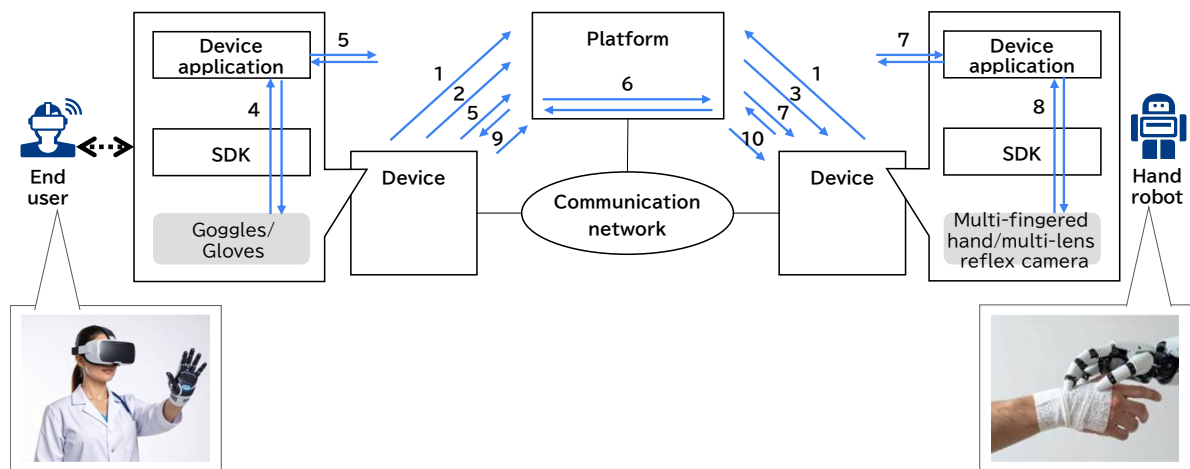 Device
application
5
4
SDK
Goggles/
Gloves
End
user
1
2
5
9
Device
Platform
6
Communication
network
1
3
7
10
Device
7
Device
application
8
SDK
Multi-fingered
hand/multi-lens
reflex camera
Hand
robot